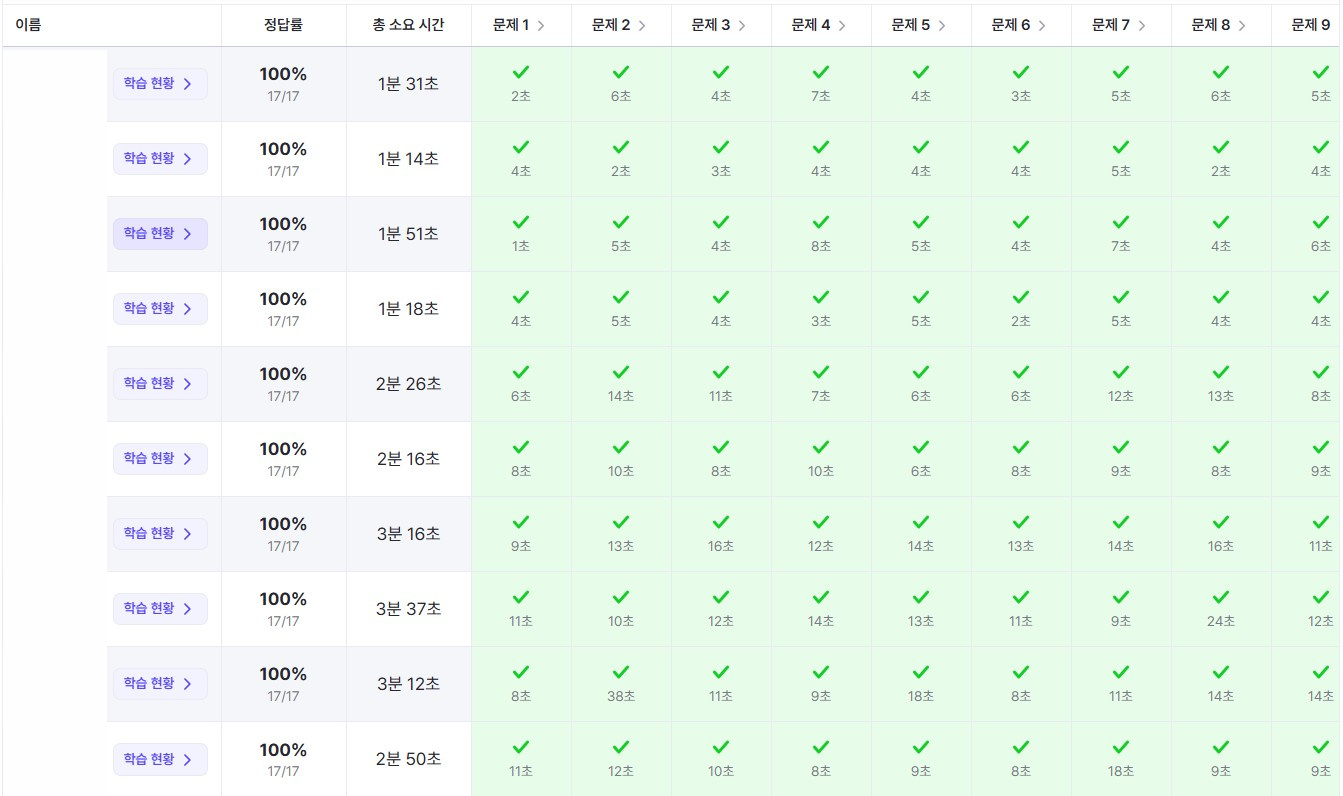 이름 정답률 총 소요 시간 문제 1 문제 2 문제 3 문제 4 문제 5 문제 6 문제 7 문제 8 문제 9
학습 현황 100% 1분 31초
17/17 2초 6초 4초 7초 4초 3초 5초 6초 5초
학습 현황 100% 1분 14초
17/17 4초 2초 3초 4초 4초 4초 5초 2초 4초
학습 현황 100% 1분 51초
17/17 1초 5초 4초 8초 5초 4초 7초 4초 6초
학습 현황 100% 1분 18초
17/17 4초 5초 4초 3초 5초 2초 5초 4초 4초
학습 현황 100% 2분 26초
17/17 6초 14초 11초 7초 6초 6초 12초 13초 8초
학습 현황 100% 2분 16초
17/17 8초 10초 8초 10초 6초 8초 9초 8초 9초
학습 현황 100% 3분 16초
17/17 9초 13초 16초 12초 14초 13초 14초 16초 11초
학습 현황 100% 3분 37초
17/17 11초 10초 12초 14초 13초 11초 9초 24초 12초
학습 현황 100% 3분 12초
17/17 8초 38초 11초 9초 18초 8초 11초 14초 14초
학습 현황 100% 2분 50초
17/17 11초 12초 10초 8초 9초 8초 18초 9초 9초